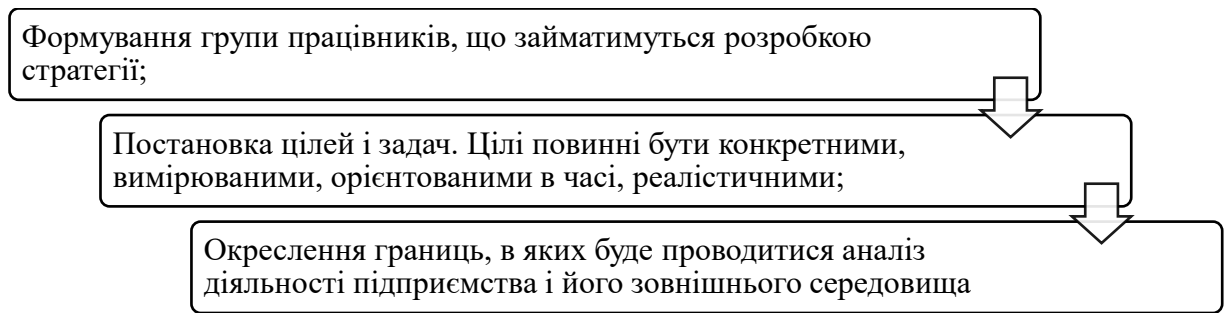 Формування групи працівників, що займатимуться розробкою
стратегії;
Постановка цілей і задач. Цілі повинні бути конкретними,
вимірюваними, орієнтованими в часі, реалістичними;
Окреслення границь, в яких буде проводитися аналіз
діяльності підприємства і його зовнішнього середовища